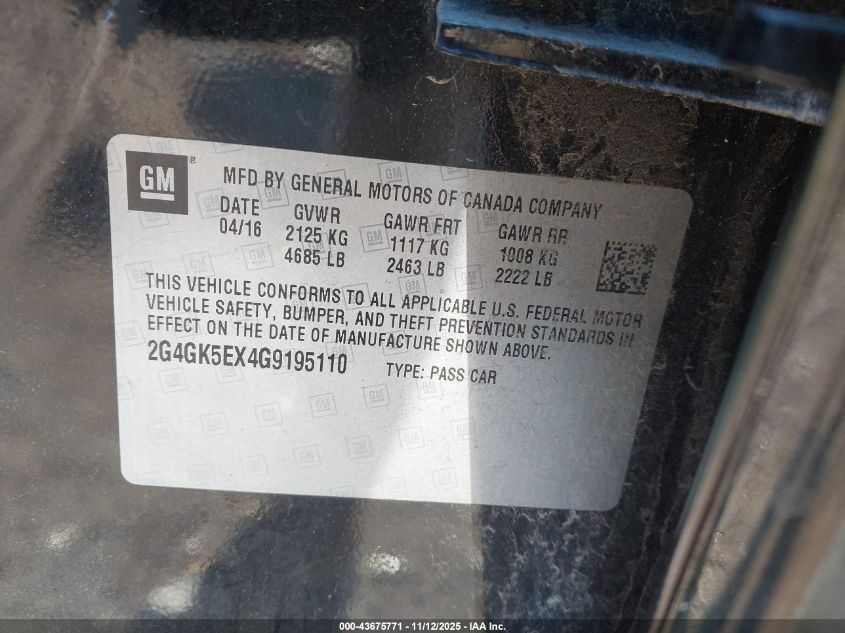 GM
MFD BY GENERAL MOTORS OF CANADA COMPANY
DATE GVWR GAWR FRT GAWR RR
04/16 2125 KG 1117 KG 1008 KG
4685 LB 2463 LB 2222 LB
THIS VEHICLE CONFORMS TO ALL APPLICABLE U.S. FEDERAL MOTOR
VEHICLE SAFETY, BUMPER, AND THEFT PREVENTION STANDARDS IN
EFFECT ON THE DATE OF MANUFACTURE SHOWN ABOVE.
2G4GK5EX4G9195110 TYPE: PASS CAR
000-43675771 - 11/12/2025 - IAA Inc.